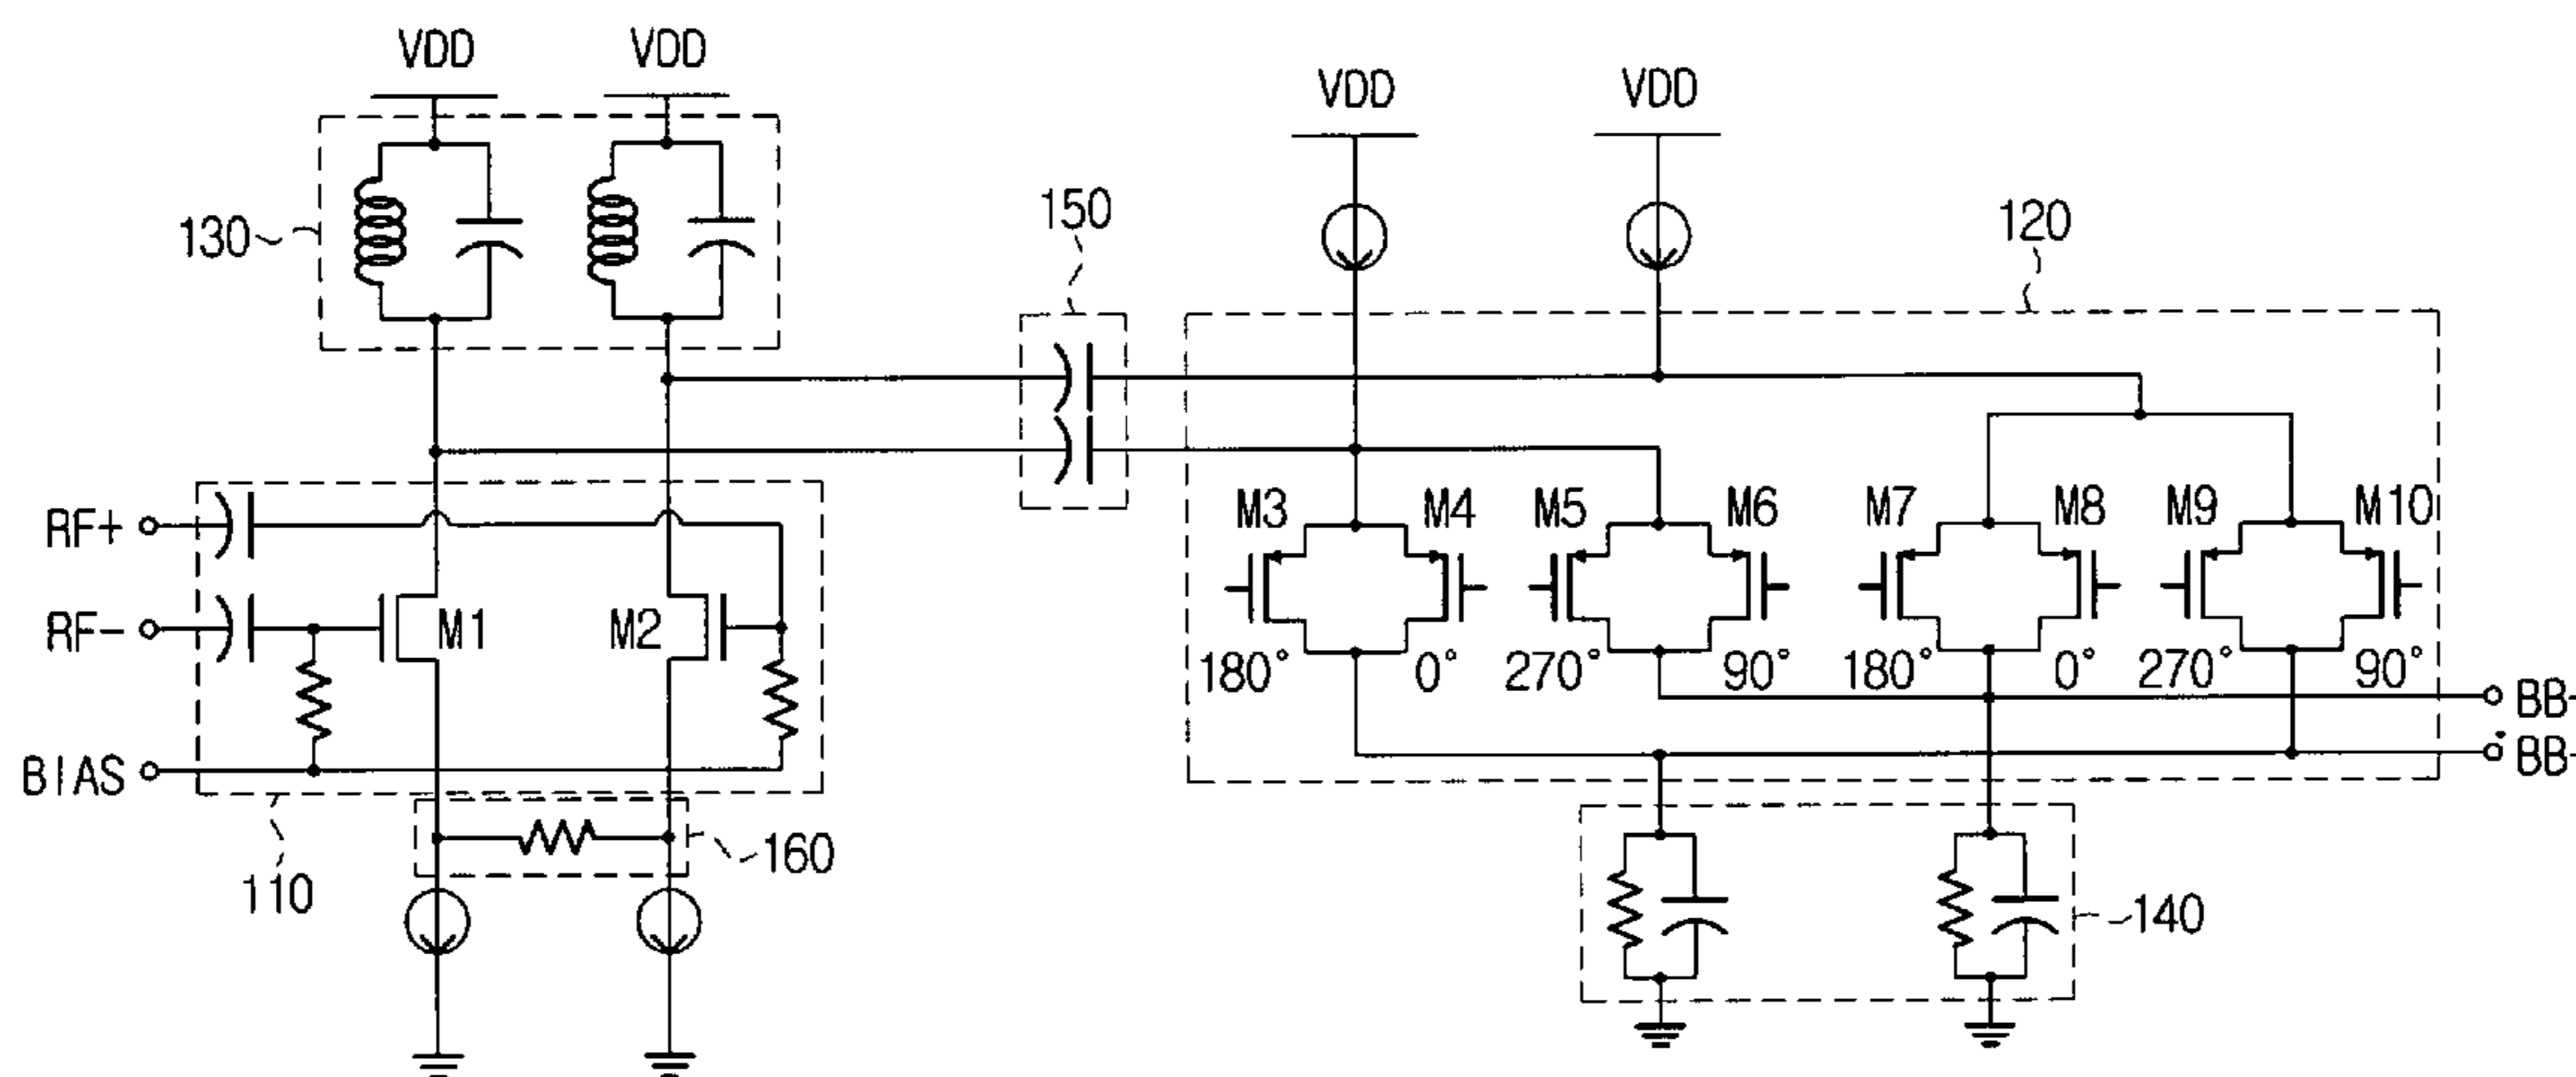 VDD VDD
VDD VDD
130
150
120
RF+
M3 M4 M5 M6 M7 M8 M9 M10
RF-
M1 M2
180° 0° 270° 90° 180° 0° 270° 90°
BB-
BIAS
BB-
160
110
140